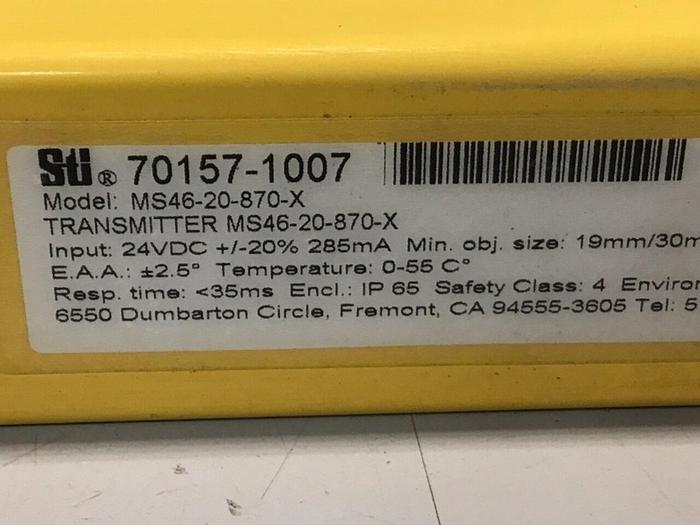 Sti® 70157-1007
Model: MS46-20-870-X
TRANSMITTER MS46-20-870-X
Input: 24VDC +/-20% 285mA Min. obj. size: 19mm/30m
E.A.A.: ±2.5° Temperature: 0-55 C°
Resp. time: <35ms Encl.: IP 65 Safety Class: 4 Environ
6550 Dumbarton Circle, Fremont, CA 94555-3605 Tel: 5